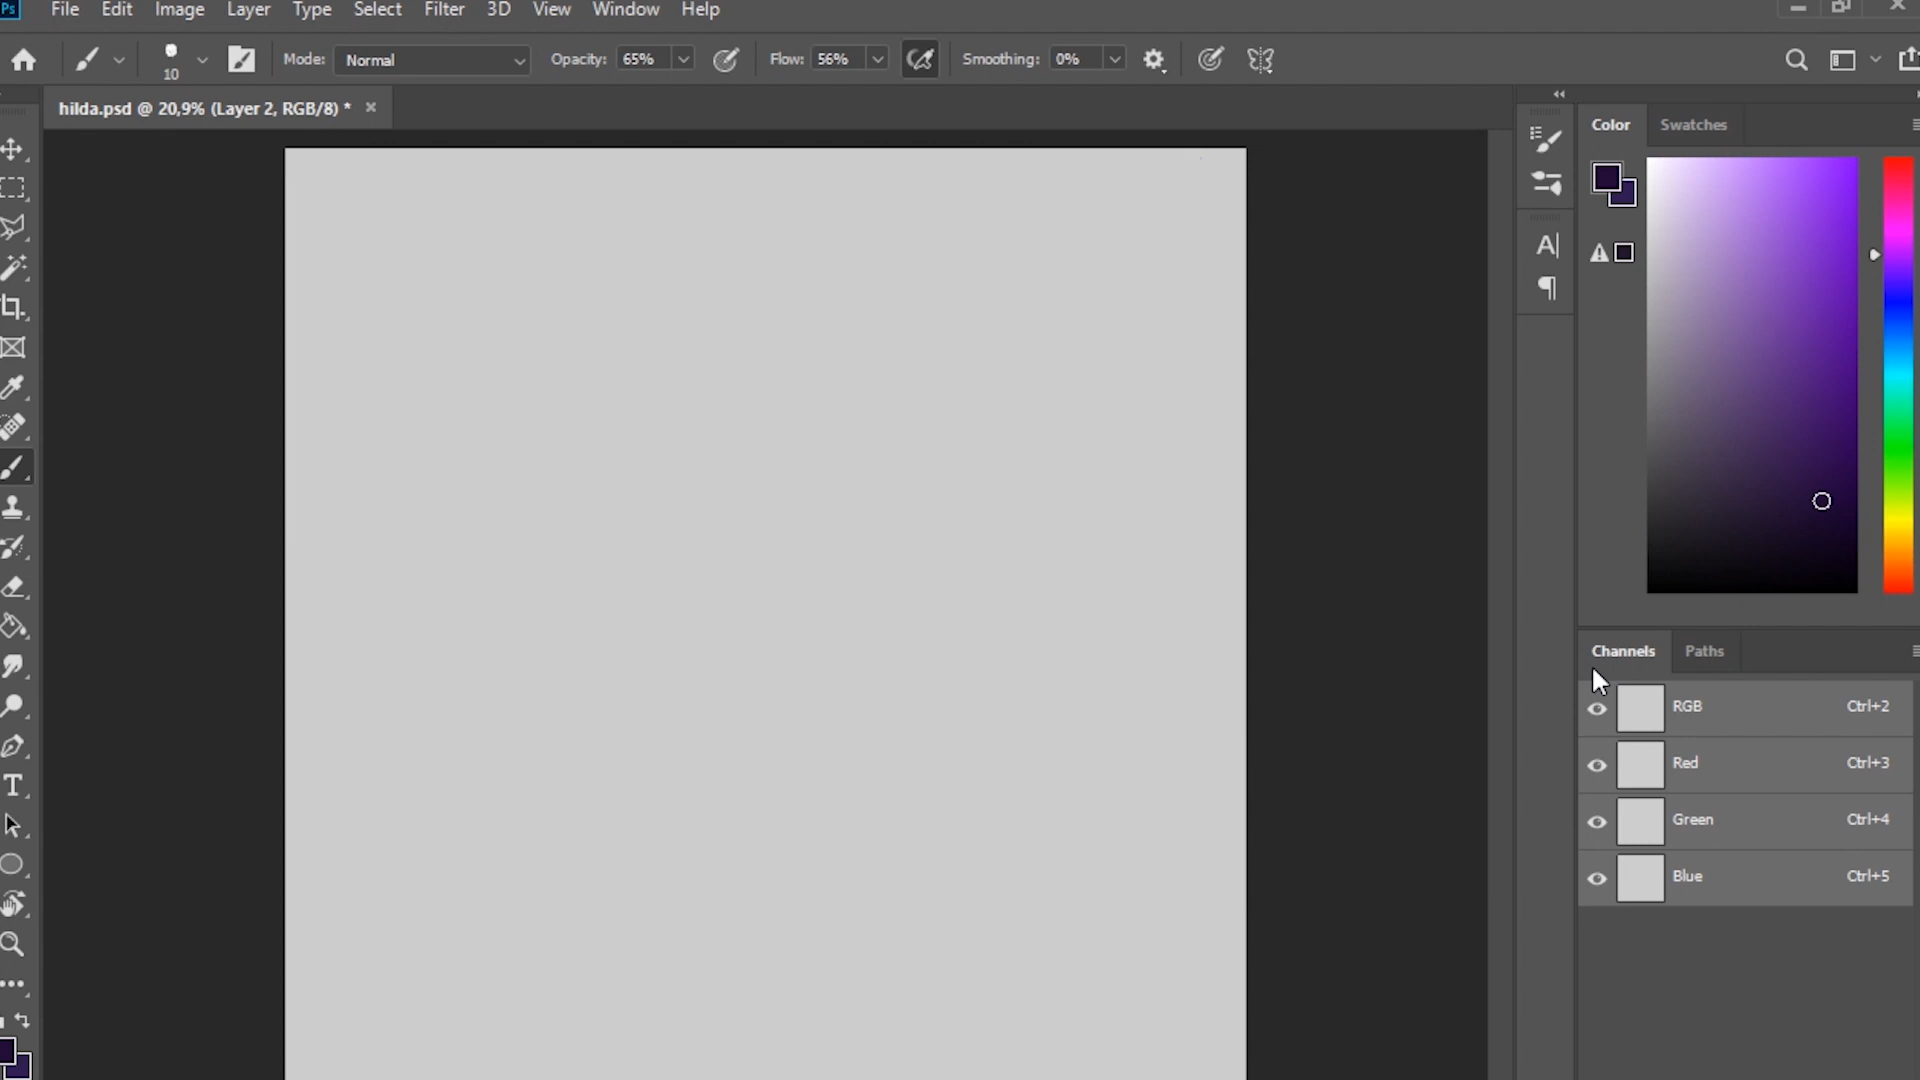 Ps File Edit Image Layer Type Select Filter 3D View Window Help
10 Mode: Normal Opacity: 65% Flow: 56% Smoothing: 0%
hilda.psd @ 20,9% (Layer 2, RGB/8) * ×
Color Swatches
A|
¶
Channels Paths
RGB Ctrl+2
Red Ctrl+3
Green Ctrl+4
Blue Ctrl+5
T